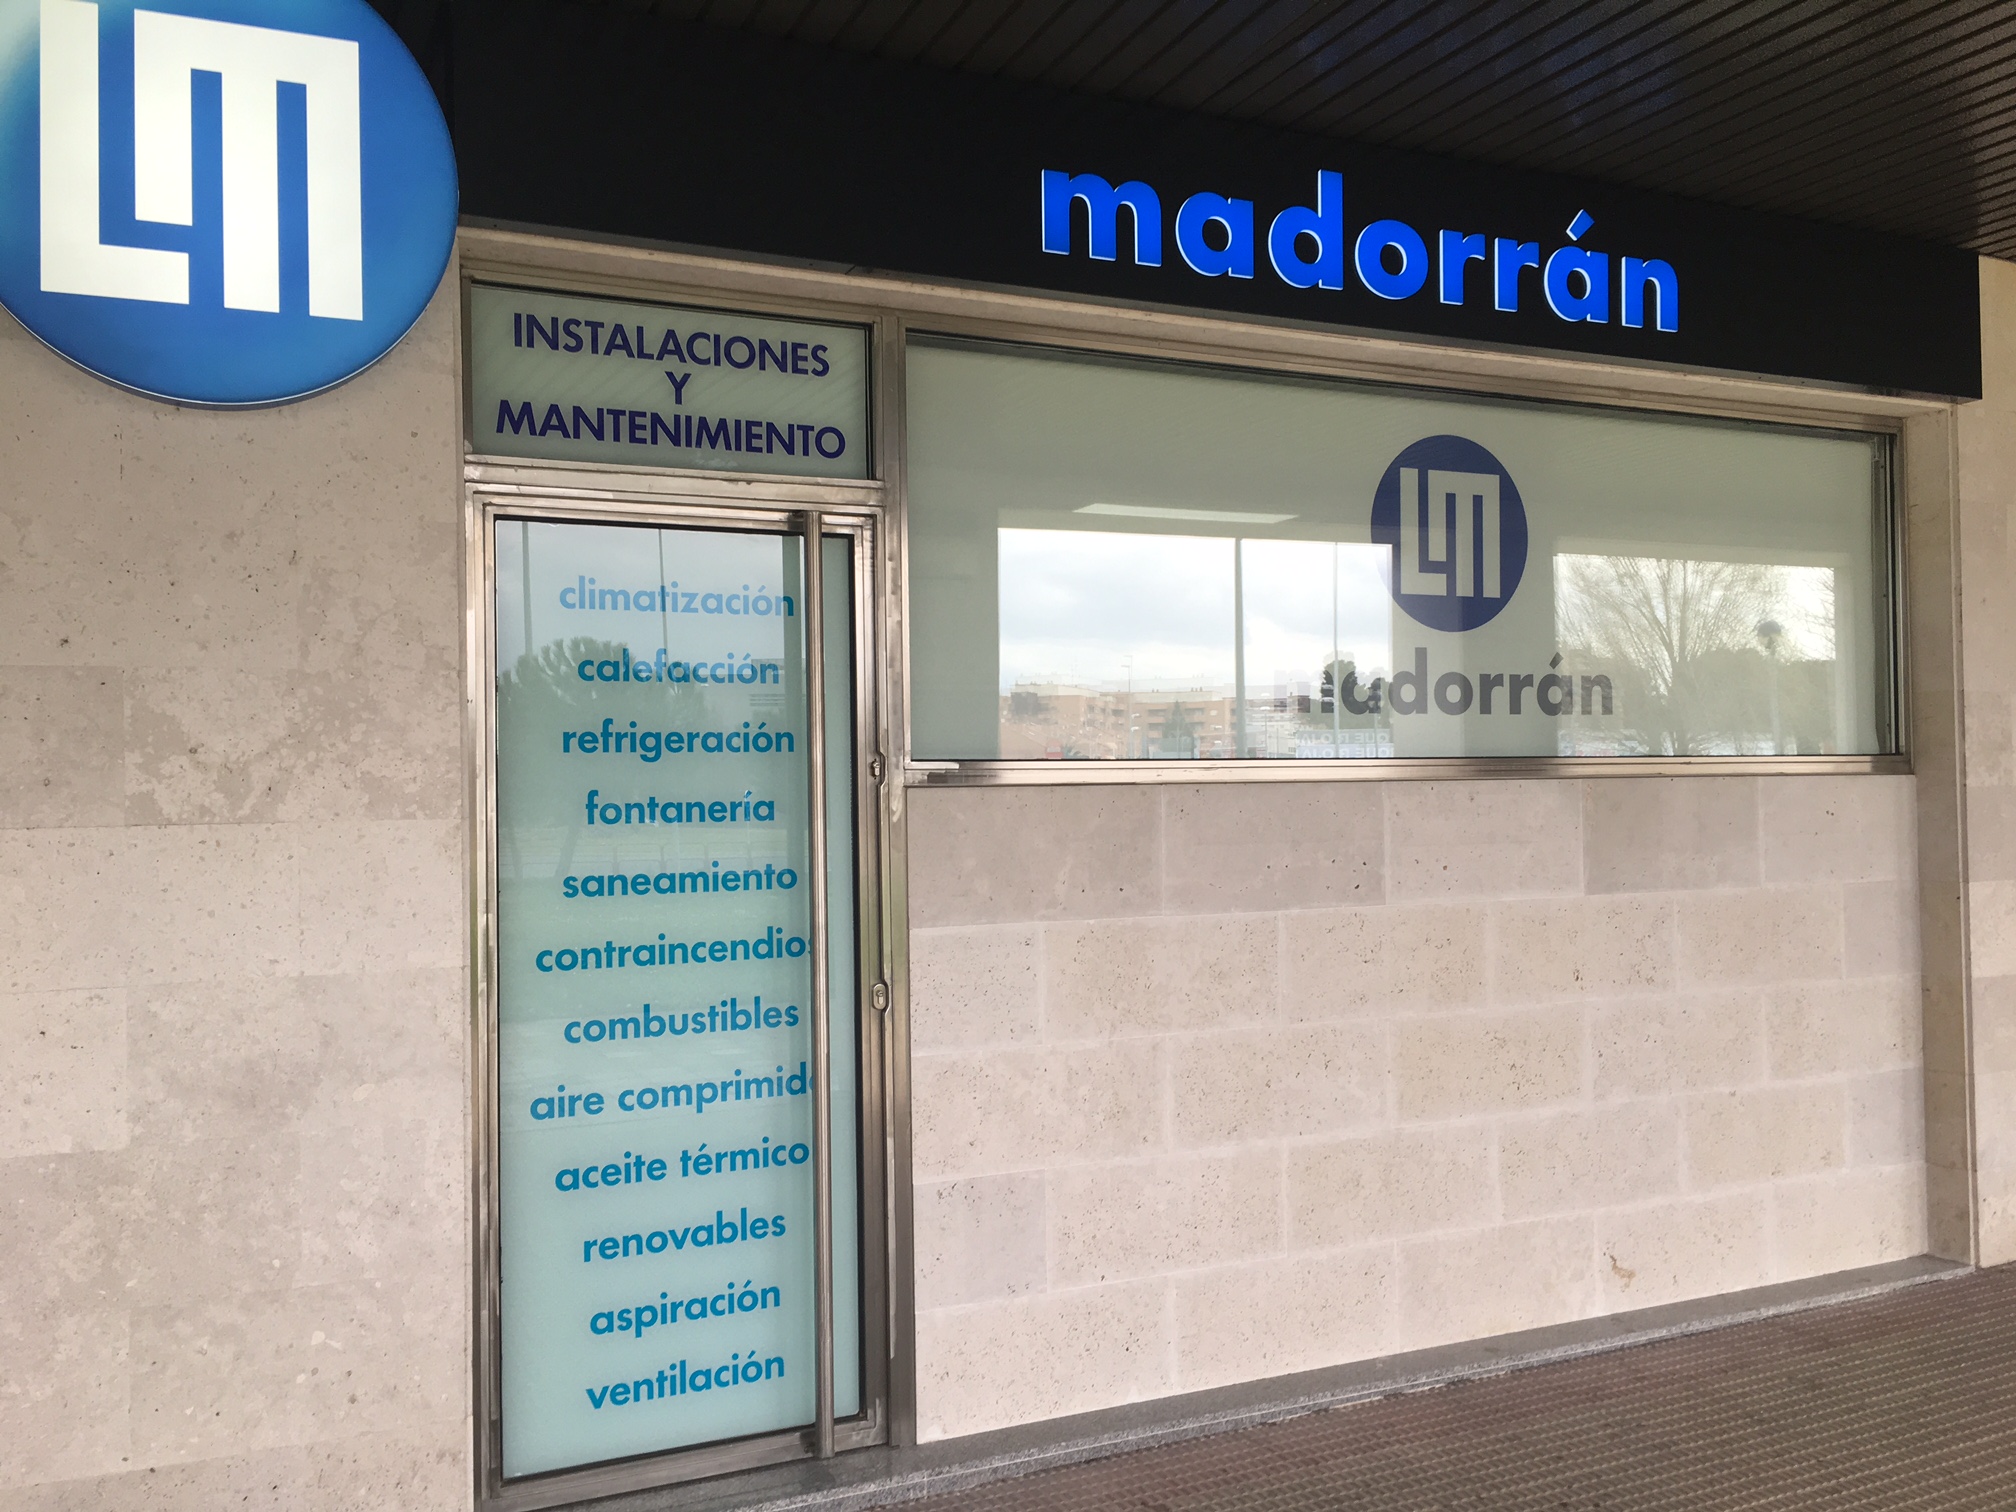 LM
madorrán
INSTALACIONES
Y
MANTENIMIENTO
climatización
calefacción
refrigeración
fontanería
saneamiento
contraincendios
combustibles
aire comprimido
aceite térmico
renovables
aspiración
ventilación
LM
madorrán